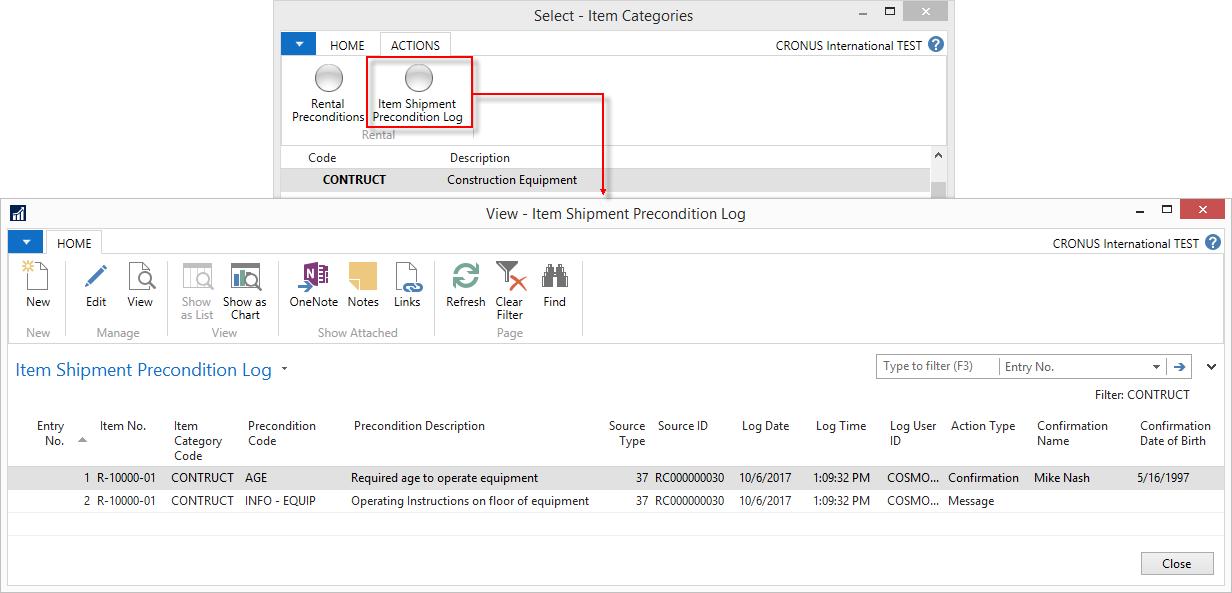 Select - Item Categories
HOME ACTIONS CRONUS International TEST ?
Rental Preconditions
Item Shipment Precondition Log
Rental
Code Description
CONTRUCT Construction Equipment
View - Item Shipment Precondition Log
HOME CRONUS International TEST ?
New Edit View Show as List Show as Chart OneNote Notes Links Refresh Clear Filter Find
New Manage View Show Attached Page
Item Shipment Precondition Log Type to filter (F3) Entry No.
Filter: CONTRUCT
Entry No. Item No. Item Category Code Precondition Code Precondition Description Source Type Source ID Log Date Log Time Log User ID Action Type Confirmation Name Confirmation Date of Birth
1 R-10000-01 CONTRUCT AGE Required age to operate equipment 37 RC000000030 10/6/2017 1:09:32 PM COSMO... Confirmation Mike Nash 5/16/1997
2 R-10000-01 CONTRUCT INFO - EQUIP Operating Instructions on floor of equipment 37 RC000000030 10/6/2017 1:09:32 PM COSMO... Message
Close